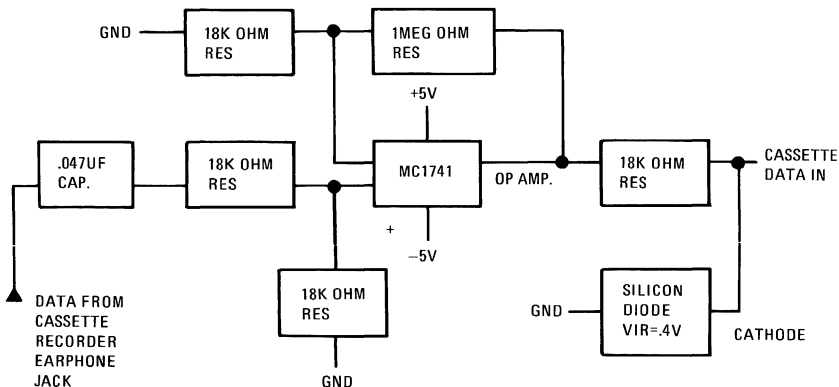 GND
18K OHM
RES
1MEG OHM
RES
+5V
.047UF
CAP.
18K OHM
RES
MC1741
OP AMP.
18K OHM
RES
CASSETTE
DATA IN
+
−5V
18K OHM
RES
GND
SILICON
DIODE
VIR=.4V
CATHODE
DATA FROM
CASSETTE
RECORDER
EARPHONE
JACK
GND